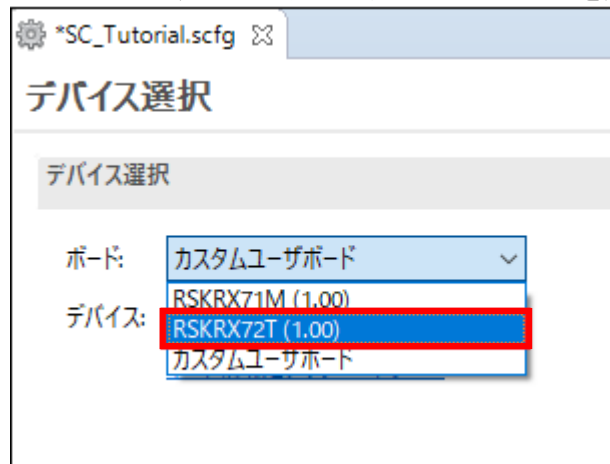 *SC_Tutorial.scfg
デバイス選択
デバイス選択
ボード: カスタムユーザボード
RSKRX71M (1.00)
デバイス: RSKRX72T (1.00)
カスタムユーザボード